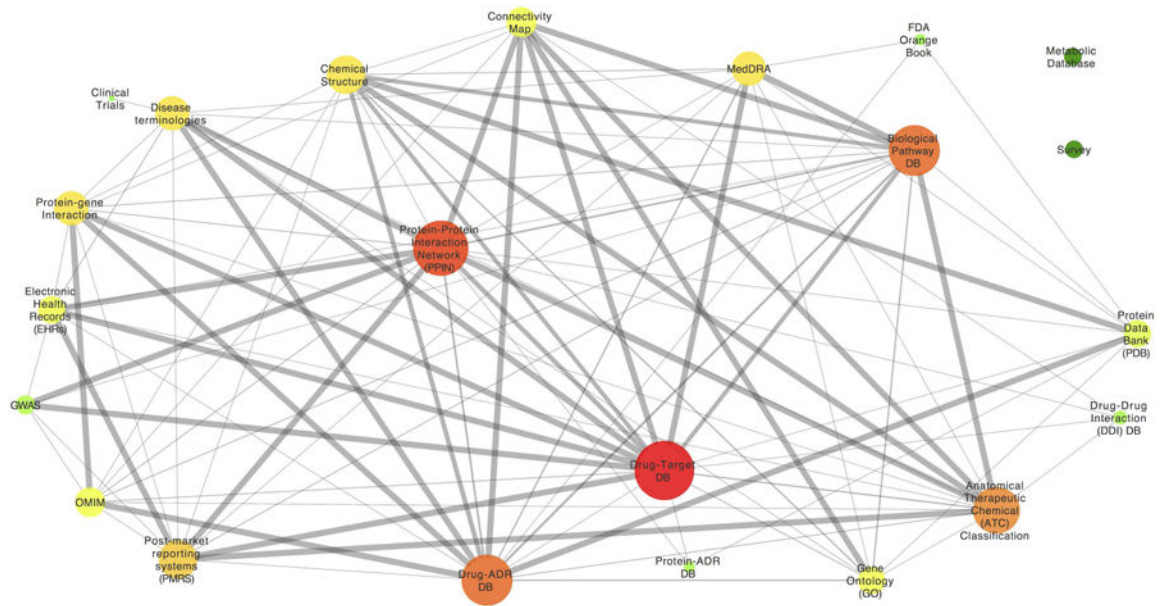 Connectivity
Map
FDA
Orange
Book
Metabolic
Database
Chemical
Structure
MedDRA
Clinical
Trials
Disease
terminologies
Biological
Pathway
DB
Survey
Protein-gene
Interaction
Protein-Protein
Interaction
Network
(PPIN)
Electronic
Health
Records
(EHRs)
Protein
Data
Bank
(PDB)
GWAS
Drug-Drug
Interaction
(DDI) DB
Drug-Target
DB
OMIM
Anatomical
Therapeutic
Chemical
(ATC)
Classification
Post-market
reporting
systems
(PMRS)
Drug-ADR
DB
Protein-ADR
DB
Gene
Ontology
(GO)